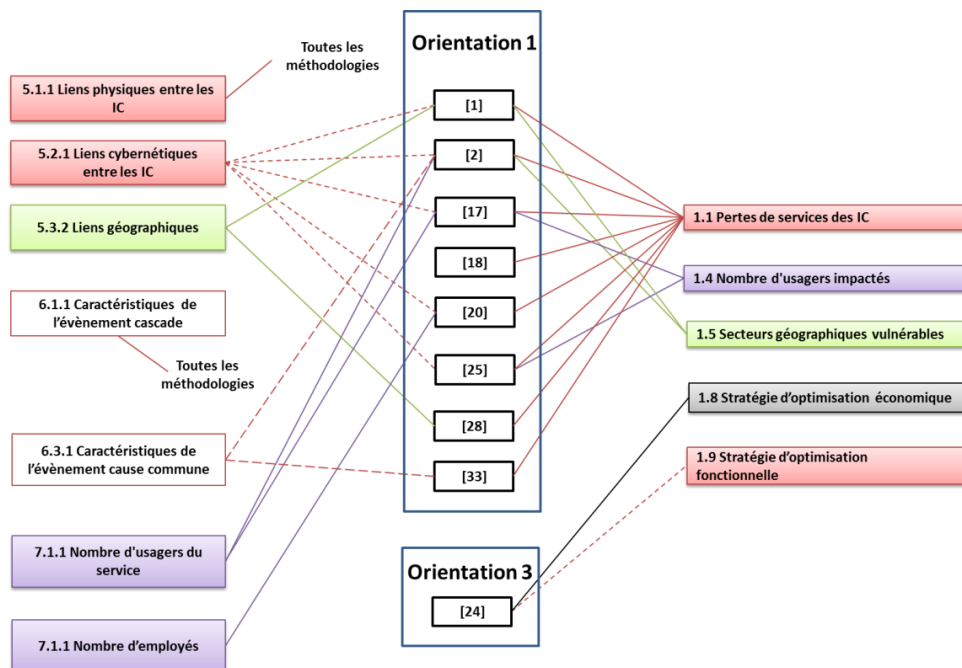 Toutes les
méthodologies
5.1.1 Liens physiques entre les
IC
5.2.1 Liens cybernétiques
entre les IC
5.3.2 Liens géographiques
6.1.1 Caractéristiques de
l'évènement cascade
Toutes les
méthodologies
6.3.1 Caractéristiques de
l'évènement cause commune
7.1.1 Nombre d'usagers du
service
7.1.1 Nombre d'employés
Orientation 1
[1]
[2]
[17]
[18]
[20]
[25]
[28]
[33]
Orientation 3
[24]
1.1 Pertes de services des IC
1.4 Nombre d'usagers impactés
1.5 Secteurs géographiques vulnérables
1.8 Stratégie d'optimisation économique
1.9 Stratégie d'optimisation
fonctionnelle